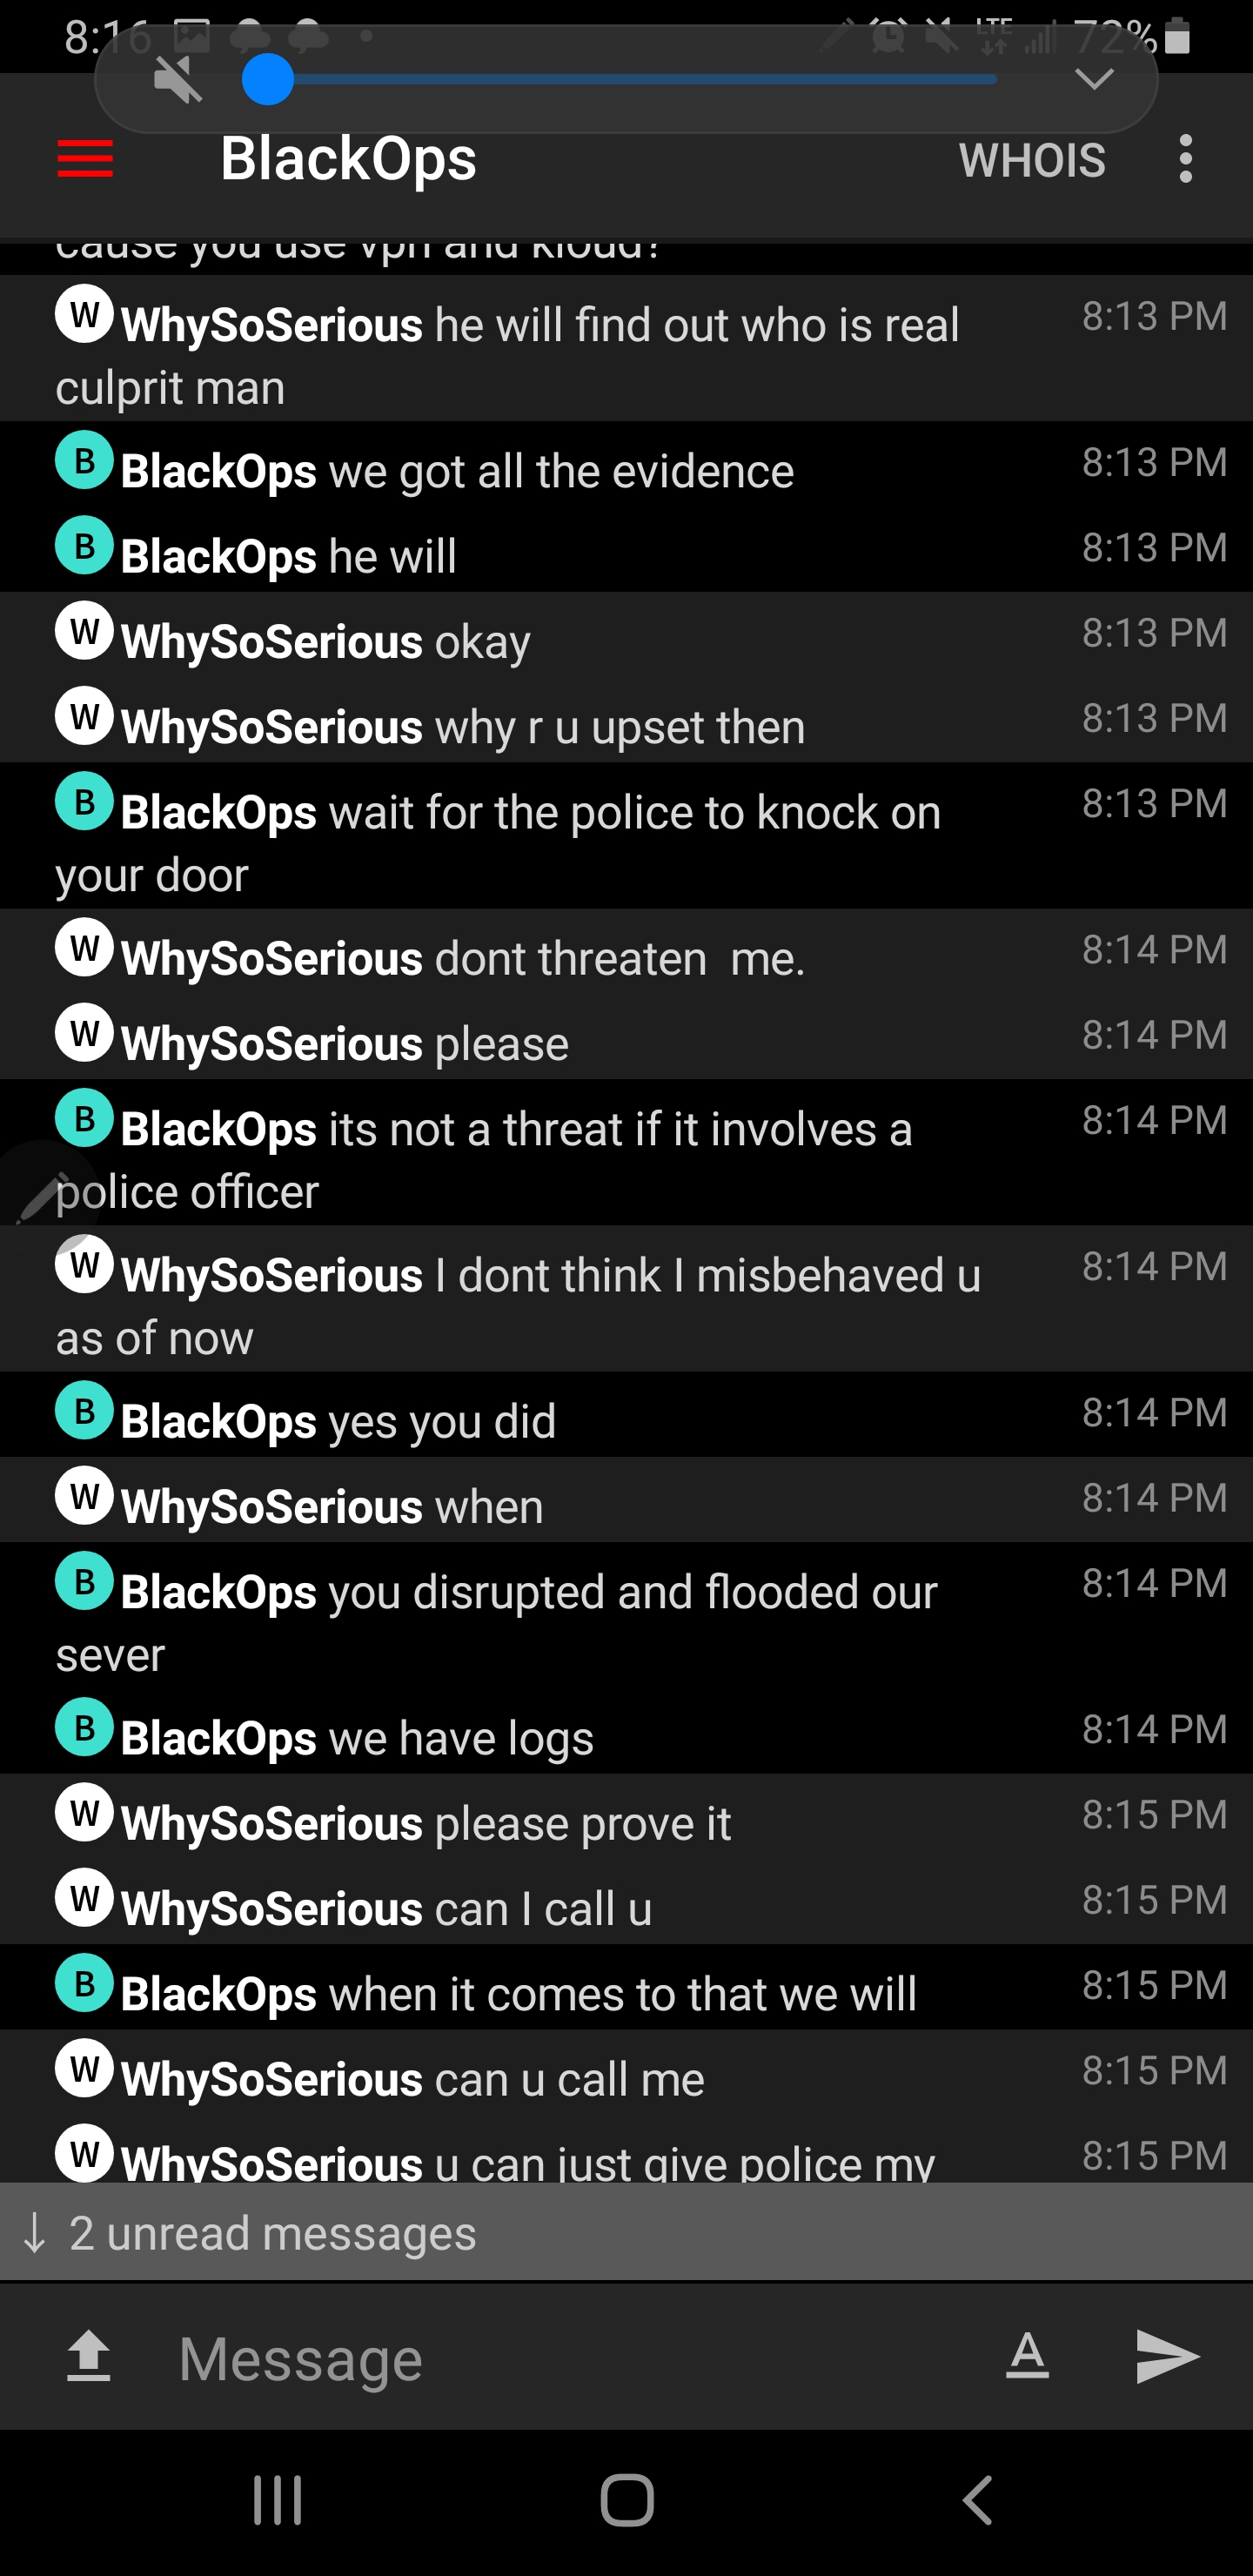 8:16
LTE
72%
BlackOps
WHOIS
cause you use vpn and kloud?
W WhySoSerious he will find out who is real 8:13 PM
culprit man
B BlackOps we got all the evidence 8:13 PM
B BlackOps he will 8:13 PM
W WhySoSerious okay 8:13 PM
W WhySoSerious why r u upset then 8:13 PM
B BlackOps wait for the police to knock on 8:13 PM
your door
W WhySoSerious dont threaten  me. 8:14 PM
W WhySoSerious please 8:14 PM
B BlackOps its not a threat if it involves a 8:14 PM
police officer
W WhySoSerious I dont think I misbehaved u 8:14 PM
as of now
B BlackOps yes you did 8:14 PM
W WhySoSerious when 8:14 PM
B BlackOps you disrupted and flooded our 8:14 PM
sever
B BlackOps we have logs 8:14 PM
W WhySoSerious please prove it 8:15 PM
W WhySoSerious can I call u 8:15 PM
B BlackOps when it comes to that we will 8:15 PM
W WhySoSerious can u call me 8:15 PM
W WhySoSerious u can just give police my 8:15 PM
↓ 2 unread messages
Message
A